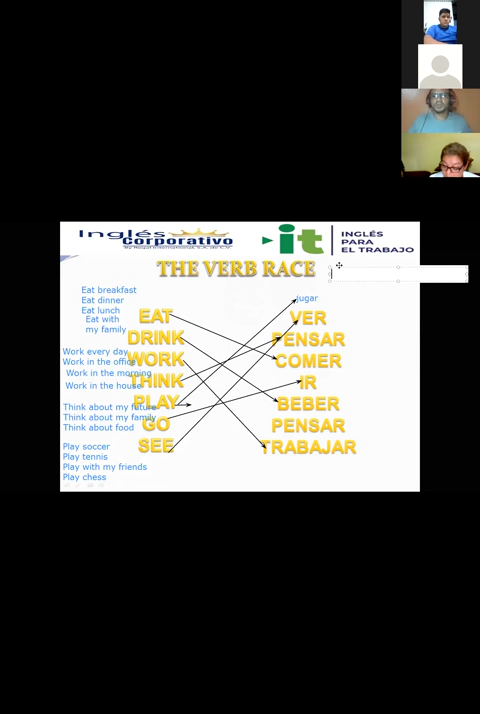 Inglés
Corporativo
it
INGLÉS
PARA
EL TRABAJO
THE VERB RACE
Eat breakfast
Eat dinner
Eat lunch
Eat with
my family
Work every day
Work in the office
Work in the morning
Work in the house
Think about my future
Think about my family
Think about food
Play soccer
Play tennis
Play with my friends
Play chess
EAT
DRINK
WORK
THINK
PLAY
GO
SEE
jugar
VER
PENSAR
COMER
IR
BEBER
PENSAR
TRABAJAR